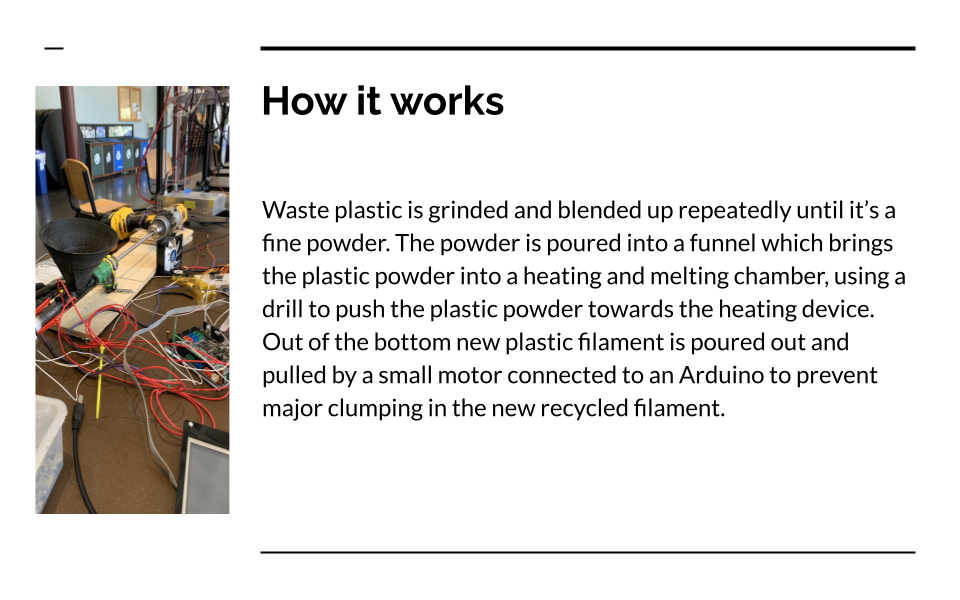 How it works
Waste plastic is grinded and blended up repeatedly until it’s a
fine powder. The powder is poured into a funnel which brings
the plastic powder into a heating and melting chamber, using a
drill to push the plastic powder towards the heating device.
Out of the bottom new plastic filament is poured out and
pulled by a small motor connected to an Arduino to prevent
major clumping in the new recycled filament.